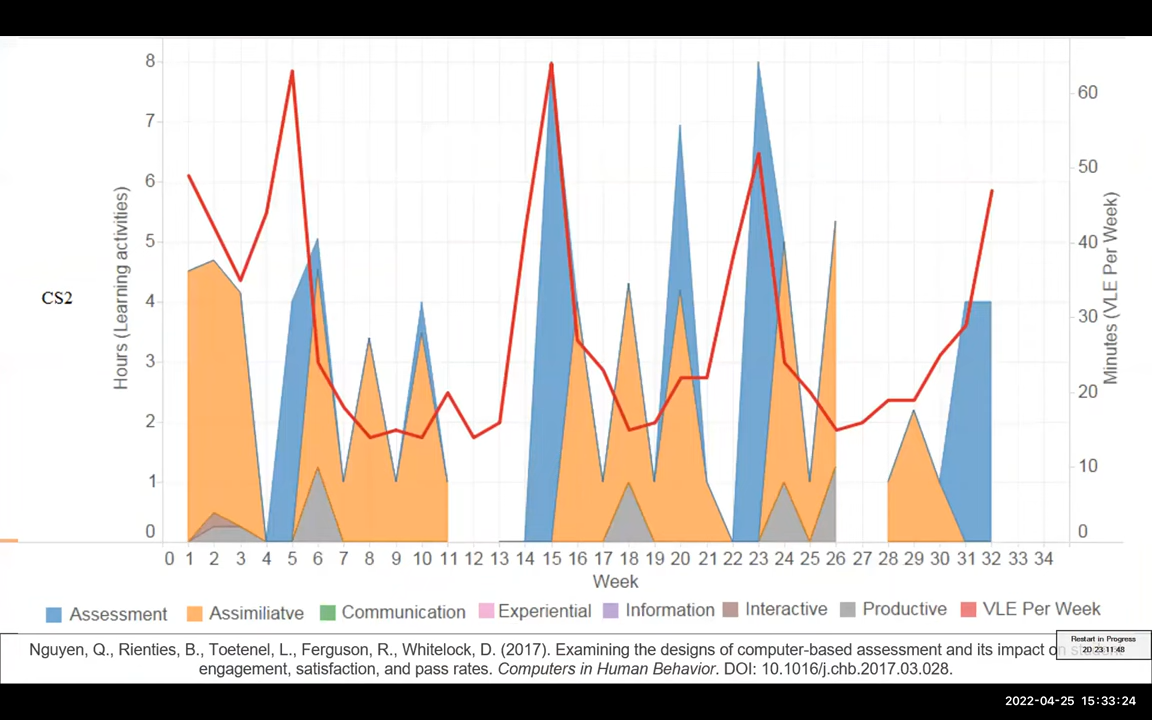 CS2
Hours (Learning activities)
8
7
6
5
4
3
2
1
0
60
50
40
30
20
10
0
Minutes (VLE Per Week)
0 1 2 3 4 5 6 7 8 9 10 11 12 13 14 15 16 17 18 19 20 21 22 23 24 25 26 27 28 29 30 31 32 33 34
Week
Assessment Assimiliatve Communication Experiential Information Interactive Productive VLE Per Week
Nguyen, Q., Rienties, B., Toetenel, L., Ferguson, R., Whitelock, D. (2017). Examining the designs of computer-based assessment and its impact on student
engagement, satisfaction, and pass rates. Computers in Human Behavior. DOI: 10.1016/j.chb.2017.03.028.
Restart in Progress
20:23:11:48
2022-04-25 15:33:24